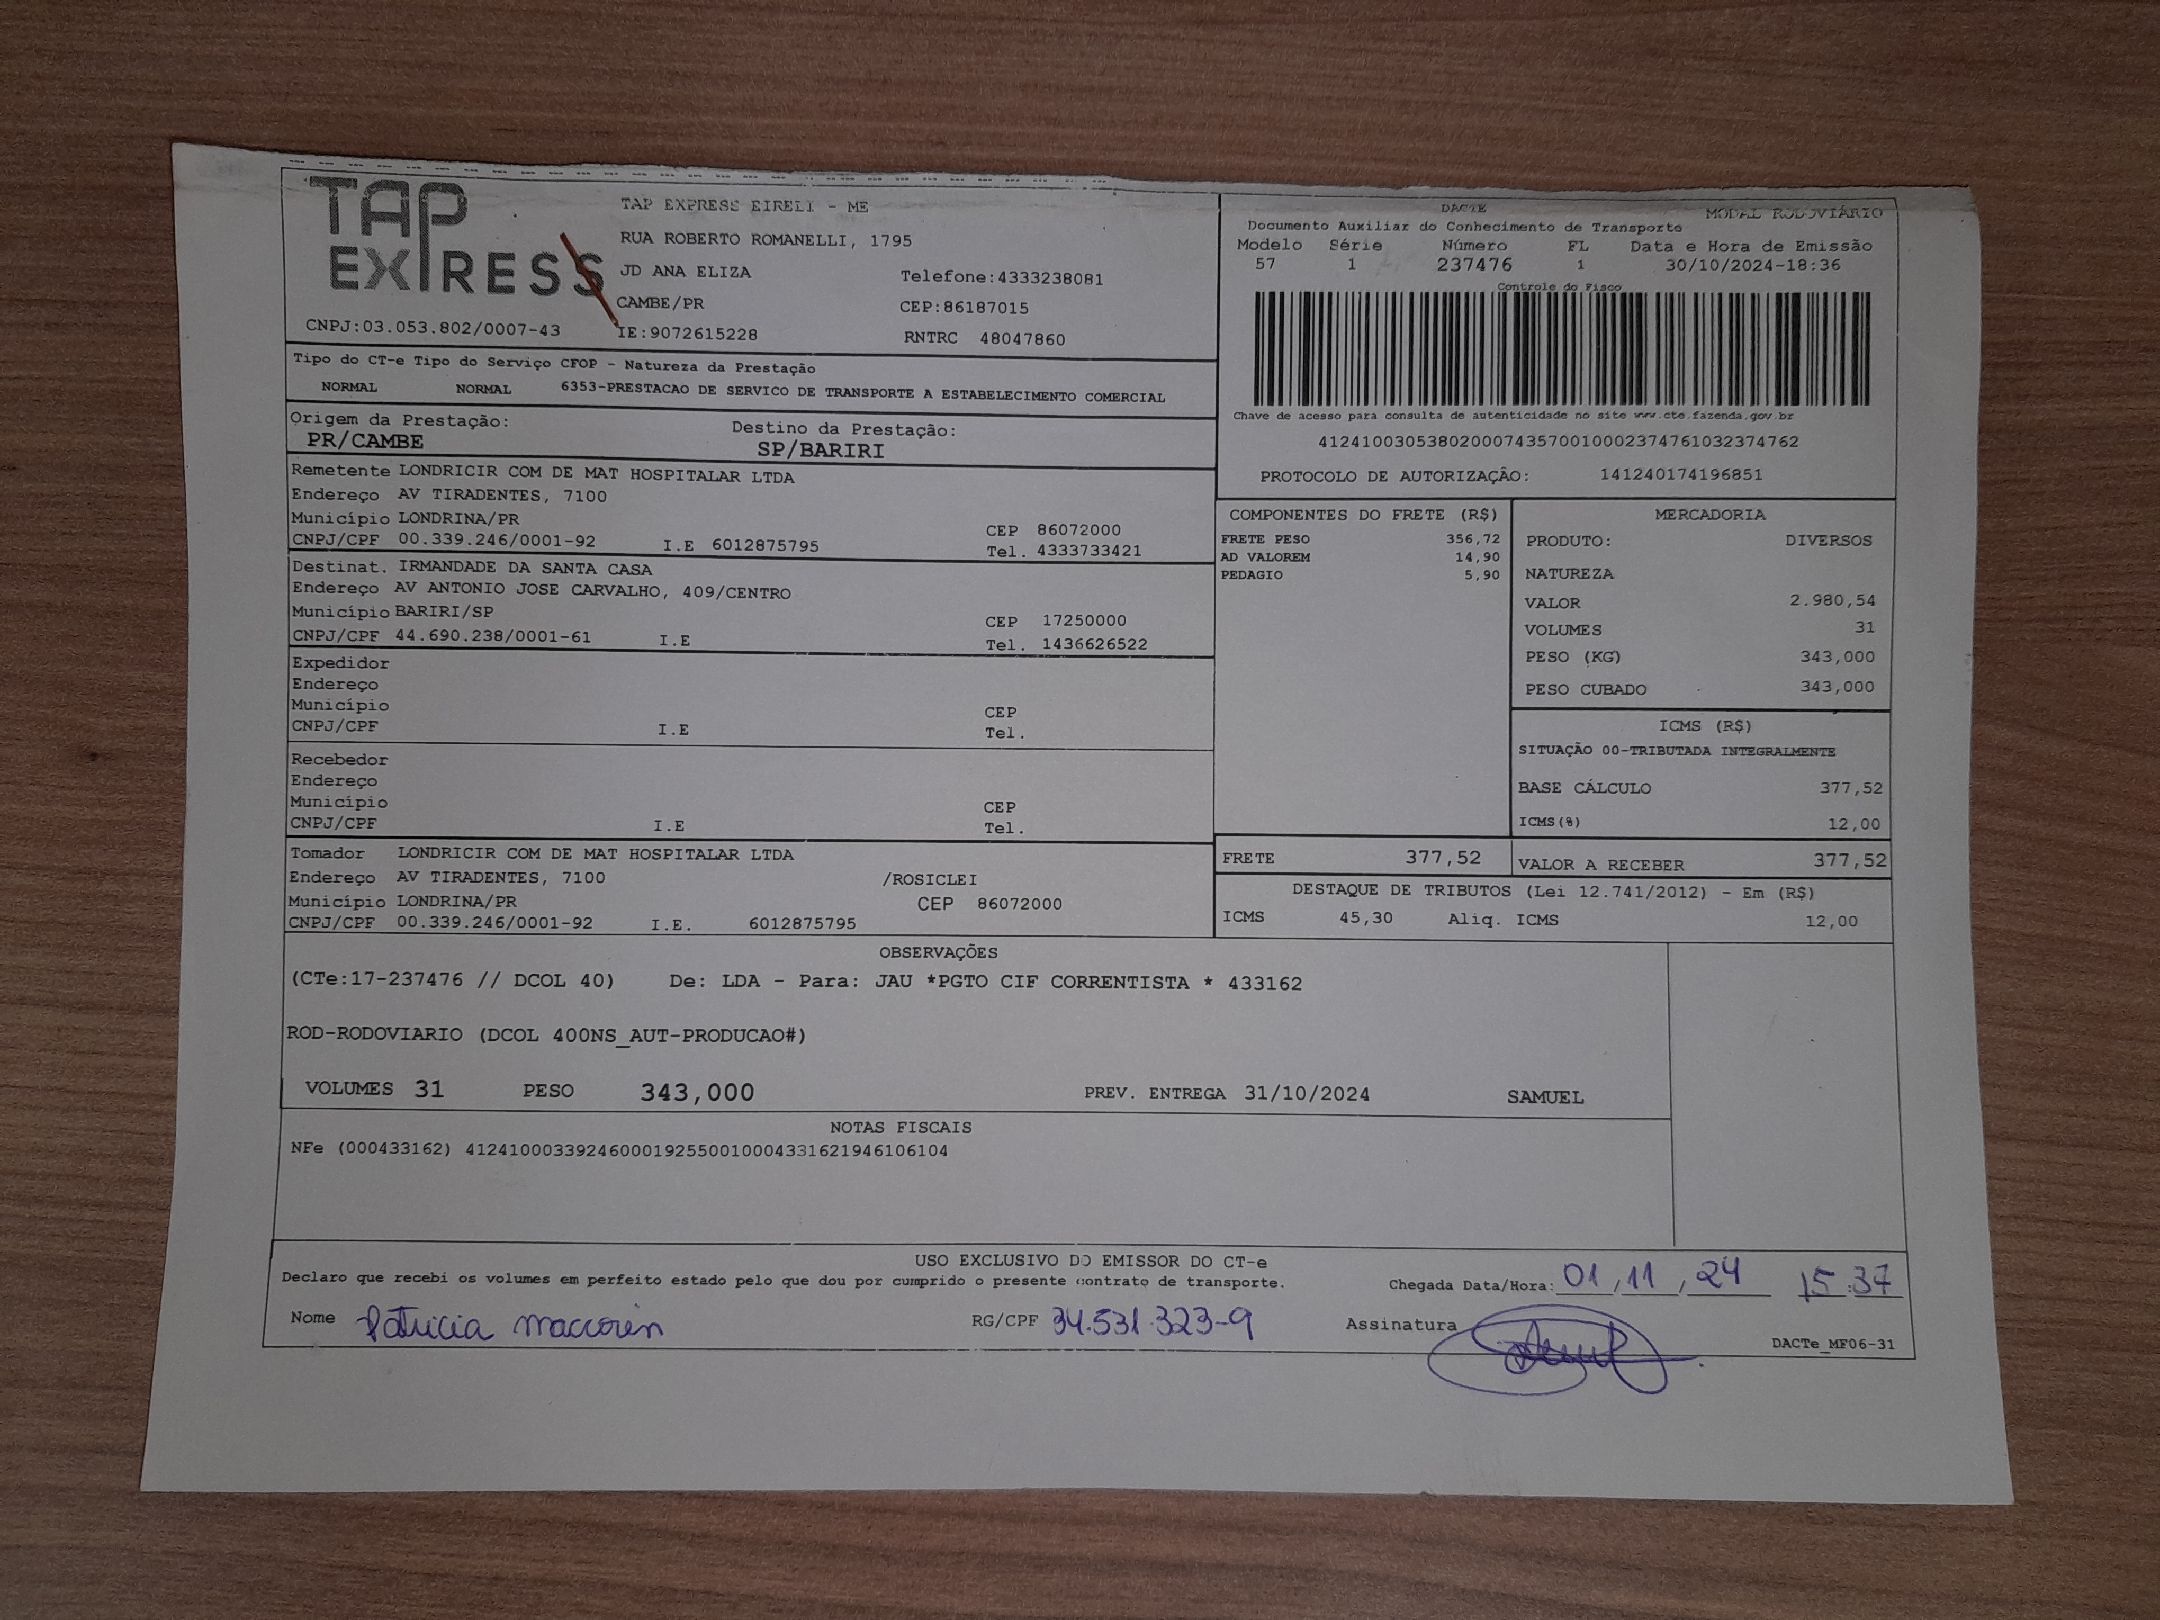 TAP
EXPRESS
TAP EXPRESS EIRELI - ME
RUA ROBERTO ROMANELLI, 1795
JD ANA ELIZA Telefone:4333238081
CAMBE/PR CEP:86187015
CNPJ:03.053.802/0007-43 IE:9072615228 RNTRC 48047860
DACTE MODAL RODOVIÁRIO
Documento Auxiliar do Conhecimento de Transporte
Modelo Série Número FL Data e Hora de Emissão
57 1 237476 1 30/10/2024-18:36
Controle do Fisco
Chave de acesso para consulta de autenticidade no site www.cte.fazenda.gov.br
41241003053802000743570010002374761032374762
PROTOCOLO DE AUTORIZAÇÃO: 141240174196851
Tipo do CT-e Tipo do Serviço CFOP - Natureza da Prestação
NORMAL NORMAL 6353-PRESTACAO DE SERVICO DE TRANSPORTE A ESTABELECIMENTO COMERCIAL
Origem da Prestação: Destino da Prestação:
PR/CAMBE SP/BARIRI
Remetente LONDRICIR COM DE MAT HOSPITALAR LTDA
Endereço AV TIRADENTES, 7100
Município LONDRINA/PR CEP 86072000
CNPJ/CPF 00.339.246/0001-92 I.E 6012875795 Tel. 4333733421
Destinat. IRMANDADE DA SANTA CASA
Endereço AV ANTONIO JOSE CARVALHO, 409/CENTRO
Município BARIRI/SP CEP 17250000
CNPJ/CPF 44.690.238/0001-61 I.E Tel. 1436626522
Expedidor
Endereço
Município CEP
CNPJ/CPF I.E Tel.
Recebedor
Endereço
Município CEP
CNPJ/CPF I.E Tel.
Tomador LONDRICIR COM DE MAT HOSPITALAR LTDA
Endereço AV TIRADENTES, 7100 /ROSICLEI
Município LONDRINA/PR CEP 86072000
CNPJ/CPF 00.339.246/0001-92 I.E. 6012875795
COMPONENTES DO FRETE (R$)
FRETE PESO 356,72
AD VALOREM 14,90
PEDAGIO 5,90
MERCADORIA
PRODUTO: DIVERSOS
NATUREZA
VALOR 2.980,54
VOLUMES 31
PESO (KG) 343,000
PESO CUBADO 343,000
ICMS (R$)
SITUAÇÃO 00-TRIBUTADA INTEGRALMENTE
BASE CÁLCULO 377,52
ICMS(%) 12,00
FRETE 377,52 VALOR A RECEBER 377,52
DESTAQUE DE TRIBUTOS (Lei 12.741/2012) - Em (R$)
ICMS 45,30 Aliq. ICMS 12,00
OBSERVAÇÕES
(CTe:17-237476 // DCOL 40) De: LDA - Para: JAU *PGTO CIF CORRENTISTA * 433162
ROD-RODOVIARIO (DCOL 400NS_AUT-PRODUCAO#)
VOLUMES 31 PESO 343,000 PREV. ENTREGA 31/10/2024 SAMUEL
NOTAS FISCAIS
NFe (000433162) 41241000339246000192550010004331621946106104
USO EXCLUSIVO DO EMISSOR DO CT-e
Declaro que recebi os volumes em perfeito estado pelo que dou por cumprido o presente contrato de transporte. Chegada Data/Hora: 01, 11, 24 15:37
Nome Patricia maccorin RG/CPF 34.531.323-9 Assinatura
DACTe_MF06-31